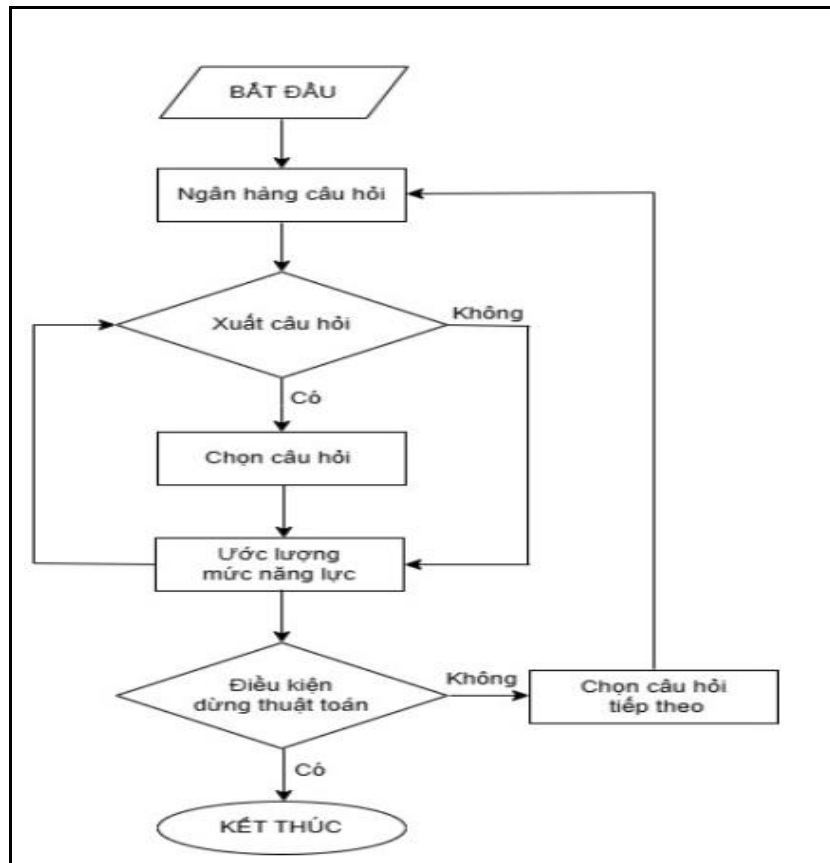 BẮT ĐẦU
Ngân hàng câu hỏi
Xuất câu hỏi
Không
Có
Chọn câu hỏi
Ước lượng
mức năng lực
Điều kiện
dừng thuật toán
Không
Chọn câu hỏi
tiếp theo
Có
KẾT THÚC